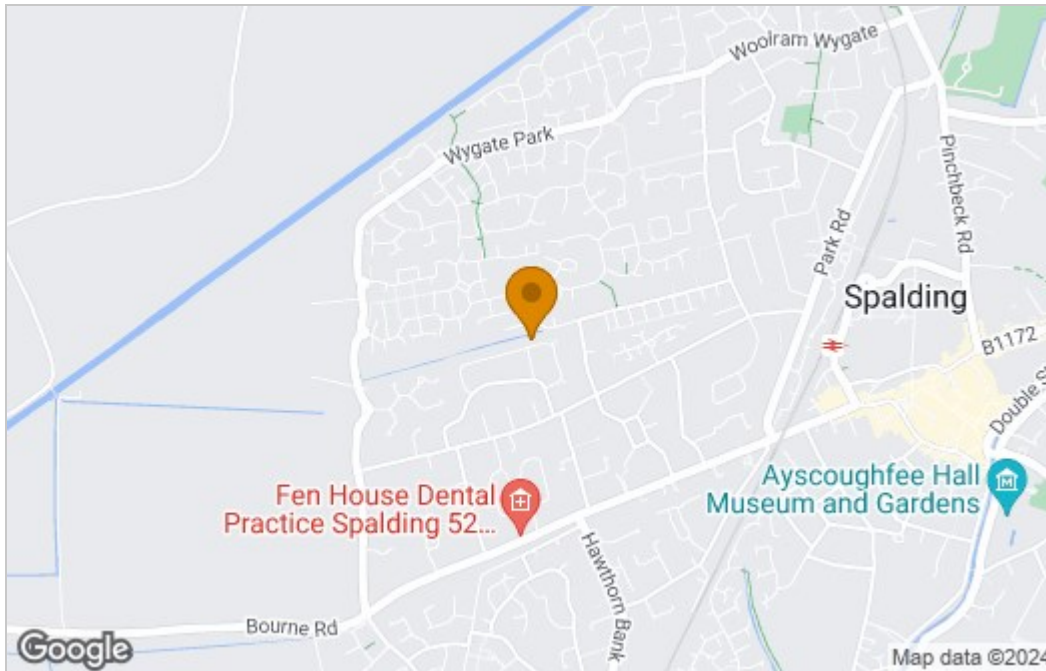 Woolram Wygate
Wygate Park
Pinchbeck Rd
Park Rd
Spalding
B1172
Double S
Ayscoughfee Hall
Museum and Gardens
Fen House Dental
Practice Spalding 52...
Hawthorn Bank
Bourne Rd
Google
Map data ©2024